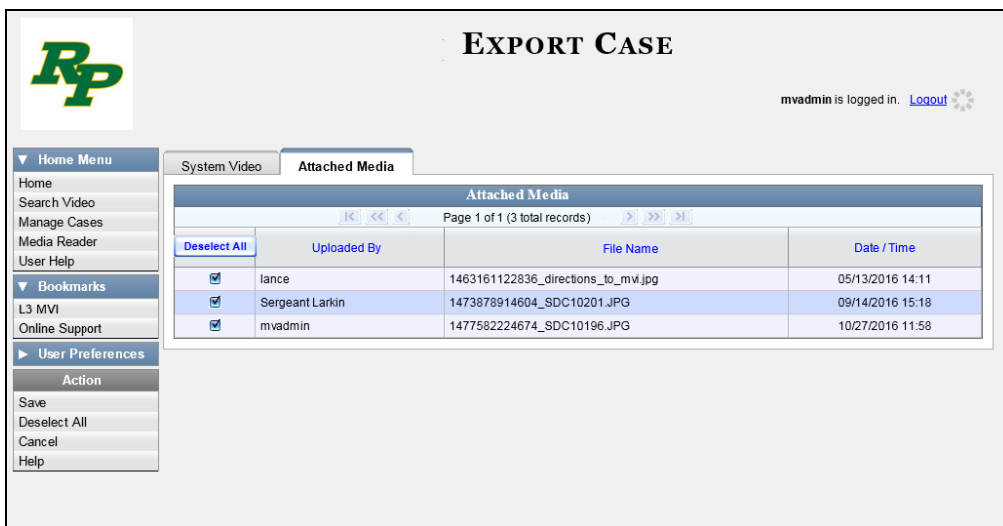 RP
EXPORT CASE
mvadmin is logged in. Logout
Home Menu
Home
Search Video
Manage Cases
Media Reader
User Help
Bookmarks
L3 MVI
Online Support
User Preferences
Action
Save
Deselect All
Cancel
Help
System Video
Attached Media
Attached Media
Page 1 of 1 (3 total records)
Deselect All Uploaded By File Name Date / Time
lance 1463161122836_directions_to_mvi.jpg 05/13/2016 14:11
Sergeant Larkin 1473878914604_SDC10201.JPG 09/14/2016 15:18
mvadmin 1477582224674_SDC10196.JPG 10/27/2016 11:58